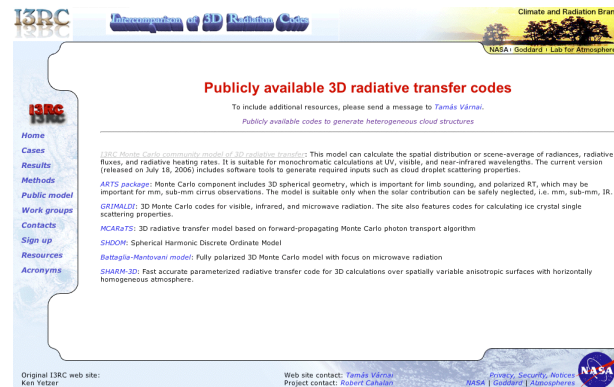 I3RC
Intercomparison of 3D Radiation Codes
Climate and Radiation Bran
NASA | Goddard | Lab for Atmosphere
Publicly available 3D radiative transfer codes
To include additional resources, please send a message to Tamás Várnai.
Publicly available codes to generate heterogeneous cloud structures
I3RC
Home
Cases
Results
Methods
Public model
Work groups
Contacts
Sign up
Resources
Acronyms
I3RC Monte Carlo community model of 3D radiative transfer: This model can calculate the spatial distribution or scene-average of radiances, radiative
fluxes, and radiative heating rates. It is suitable for monochromatic calculations at UV, visible, and near-infrared wavelengths. The current version
(released on July 18, 2006) includes software tools to generate required inputs such as cloud droplet scattering properties.
ARTS package: Monte Carlo component includes 3D spherical geometry, which is important for limb sounding, and polarized RT, which may be
important for mm, sub-mm cirrus observations. The model is suitable only when the solar contribution can be safely neglected, i.e. mm, sub-mm, IR.
GRIMALDI: 3D Monte Carlo codes for visible, infrared, and microwave radiation. The site also features codes for calculating ice crystal single
scattering properties.
MCARaTS: 3D radiative transfer model based on forward-propagating Monte Carlo photon transport algorithm
SHDOM: Spherical Harmonic Discrete Ordinate Model
Battaglia-Mantovani model: Fully polarized 3D Monte Carlo model with focus on microwave radiation
SHARM-3D: Fast accurate parameterized radiative transfer code for 3D calculations over spatially variable anisotropic surfaces with horizontally
homogeneous atmosphere.
Original I3RC web site:
Ken Yetzer
Web site contact: Tamás Várnai
Project contact: Robert Cahalan
Privacy, Security, Notices
NASA | Goddard | Atmospheres
NASA